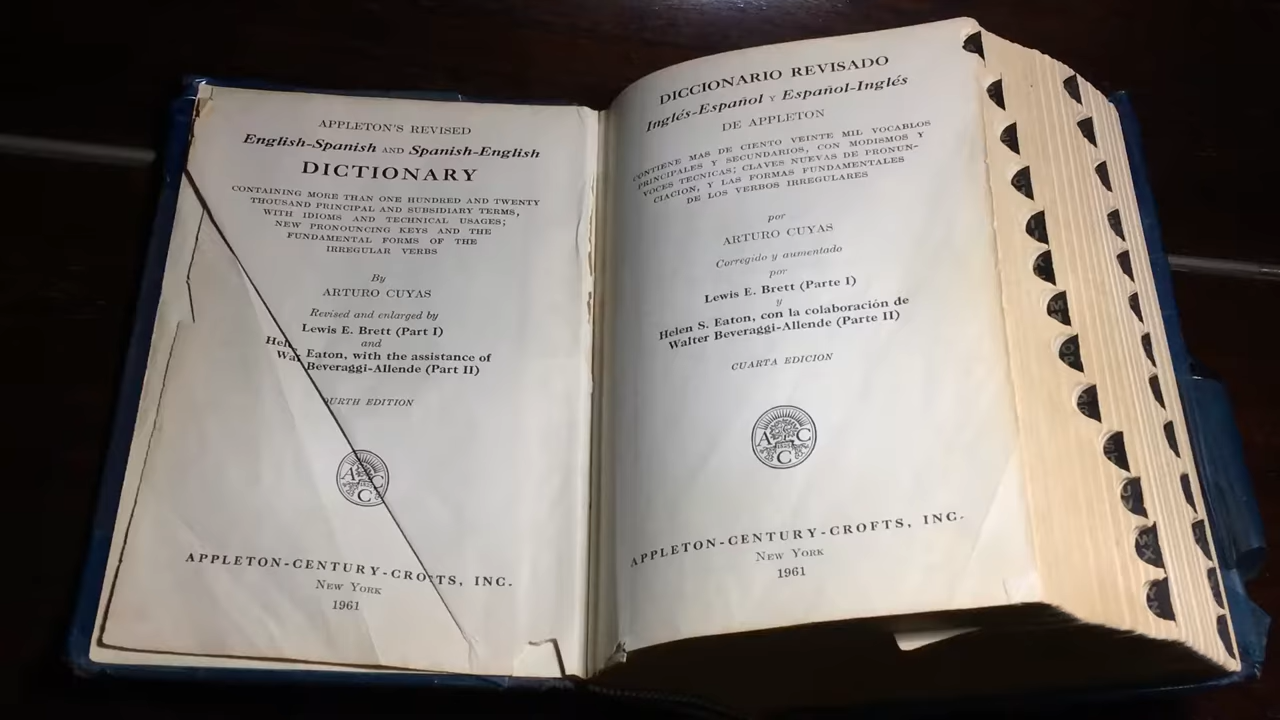 APPLETON'S REVISED
English-Spanish AND Spanish-English
DICTIONARY
CONTAINING MORE THAN ONE HUNDRED AND TWENTY
THOUSAND PRINCIPAL AND SUBSIDIARY TERMS,
WITH IDIOMS AND TECHNICAL USAGES;
NEW PRONOUNCING KEYS AND THE
FUNDAMENTAL FORMS OF THE
IRREGULAR VERBS
By
ARTURO CUYAS
Revised and enlarged by
Lewis E. Brett (Part I)
and
Eaton, with the assistance of
Beveraggi-Allende (Part II)
EDITION
A C C
APPLETON-CENTURY-CROFTS, INC.
NEW YORK
1961
DICCIONARIO REVISADO
Inglés-Español Y Español-Inglés
DE APPLETON
CONTIENE MAS DE CIENTO VEINTE MIL VOCABLOS
PRINCIPALES Y SECUNDARIOS, CON MODISMOS Y
VOCES TECNICAS; CLAVES NUEVAS DE PRONUN-
CIACION, Y LAS FORMAS FUNDAMENTALES
DE LOS VERBOS IRREGULARES
por
ARTURO CUYAS
Corregido y aumentado
por
Lewis E. Brett (Parte I)
y
Helen S. Eaton, con la colaboración de
Walter Beveraggi-Allende (Parte II)
CUARTA EDICION
A C C
APPLETON-CENTURY-CROFTS, INC.
NEW YORK
1961